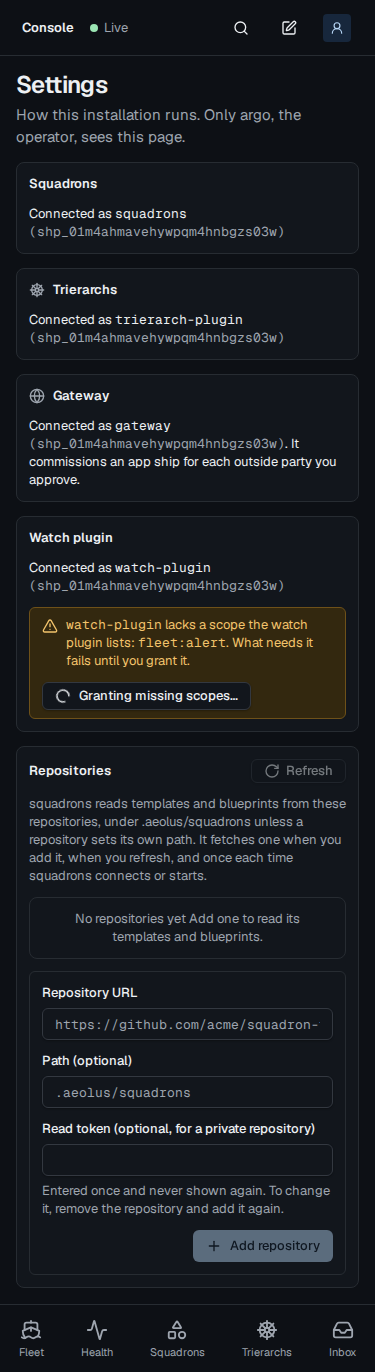 Console Live
Settings
How this installation runs. Only argo, the
operator, sees this page.
Squadrons
Connected as squadrons
(shp_01m4ahmavehywpqm4hnbgzs03w)
Trierarchs
Connected as trierarch-plugin
(shp_01m4ahmavehywpqm4hnbgzs03w)
Gateway
Connected as gateway
(shp_01m4ahmavehywpqm4hnbgzs03w). It
commissions an app ship for each outside party you
approve.
Watch plugin
Connected as watch-plugin
(shp_01m4ahmavehywpqm4hnbgzs03w)
watch-plugin lacks a scope the watch
plugin lists: fleet:alert. What needs it
fails until you grant it.
Granting missing scopes…
Repositories Refresh
squadrons reads templates and blueprints from these
repositories, under .aeolus/squadrons unless a
repository sets its own path. It fetches one when you
add it, when you refresh, and once each time
squadrons connects or starts.
No repositories yet Add one to read its
templates and blueprints.
Repository URL
https://github.com/acme/squadron-
Path (optional)
.aeolus/squadrons
Read token (optional, for a private repository)
Entered once and never shown again. To change
it, remove the repository and add it again.
Add repository
Fleet Health Squadrons Trierarchs Inbox